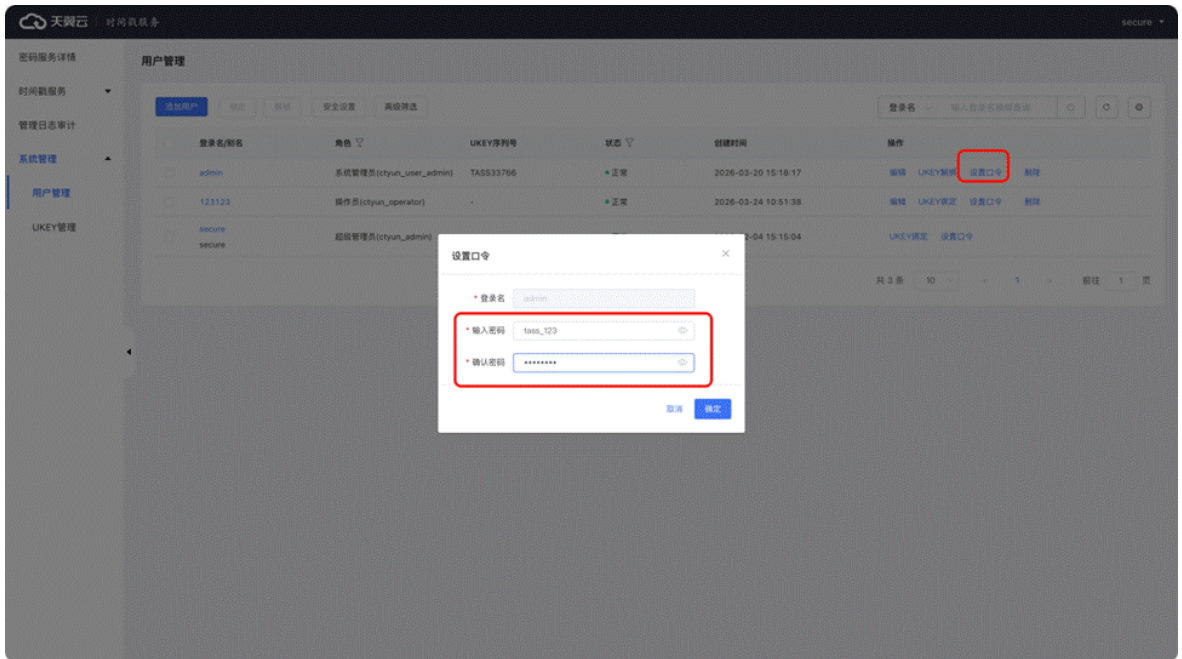 天翼云 时间戳服务 secure
密码服务详情
用户管理
时间戳服务
添加用户 锁定 解锁 安全设置 高级筛选 登录名 输入登录名模糊查询
管理日志审计
登录名/别名 角色 UKEY序列号 状态 创建时间 操作
系统管理
admin 系统管理员(ctyun_user_admin) TASS33766 正常 2026-03-20 15:18:17 编辑 UKEY解绑 设置口令 删除
用户管理
123123 操作员(ctyun_operator) - 正常 2026-03-24 10:51:38 编辑 UKEY绑定 设置口令 删除
UKEY管理
secure
secure 超级管理员(ctyun_admin) 2-04 15:15:04 UKEY绑定 设置口令
设置口令
共 3 条 10 1 前往 1 页
* 登录名 admin
* 输入密码 tass_123
* 确认密码 ••••••••
取消 确定